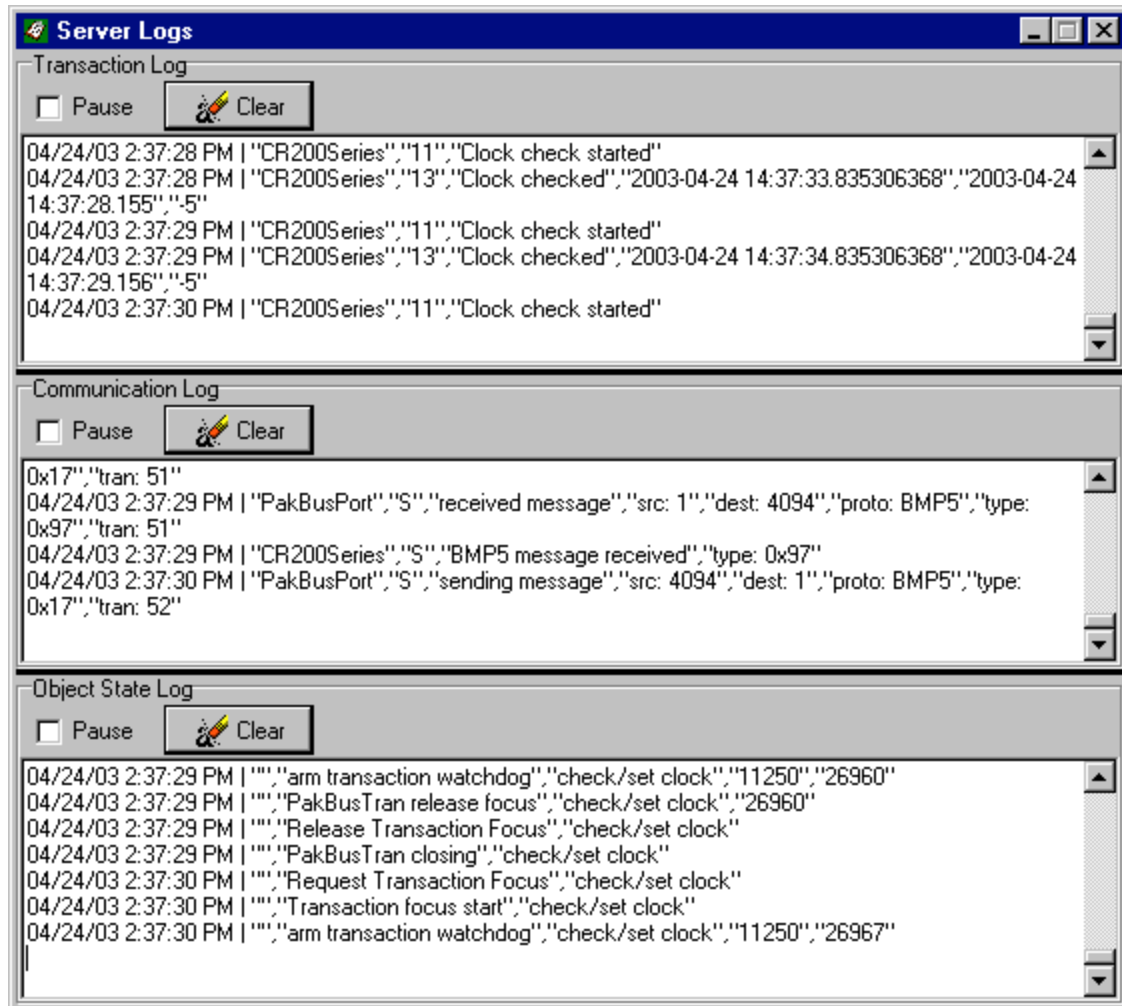 Server Logs
Transaction Log
Pause
Clear
04/24/03 2:37:28 PM | "CR200Series","11","Clock check started"
04/24/03 2:37:28 PM | "CR200Series","13","Clock checked","2003-04-24 14:37:33.835306368","2003-04-24
14:37:28.155","-5"
04/24/03 2:37:29 PM | "CR200Series","11","Clock check started"
04/24/03 2:37:29 PM | "CR200Series","13","Clock checked","2003-04-24 14:37:34.835306368","2003-04-24
14:37:29.156","-5"
04/24/03 2:37:30 PM | "CR200Series","11","Clock check started"
Communication Log
Pause
Clear
0x17","tran: 51"
04/24/03 2:37:29 PM | "PakBusPort","S","received message","src: 1","dest: 4094","proto: BMP5","type:
0x97","tran: 51"
04/24/03 2:37:29 PM | "CR200Series","S","BMP5 message received","type: 0x97"
04/24/03 2:37:30 PM | "PakBusPort","S","sending message","src: 4094","dest: 1","proto: BMP5","type:
0x17","tran: 52"
Object State Log
Pause
Clear
04/24/03 2:37:29 PM | "","arm transaction watchdog","check/set clock","11250","26960"
04/24/03 2:37:29 PM | "","PakBusTran release focus","check/set clock","26960"
04/24/03 2:37:29 PM | "","Release Transaction Focus","check/set clock"
04/24/03 2:37:29 PM | "","PakBusTran closing","check/set clock"
04/24/03 2:37:30 PM | "","Request Transaction Focus","check/set clock"
04/24/03 2:37:30 PM | "","Transaction focus start","check/set clock"
04/24/03 2:37:30 PM | "","arm transaction watchdog","check/set clock","11250","26967"